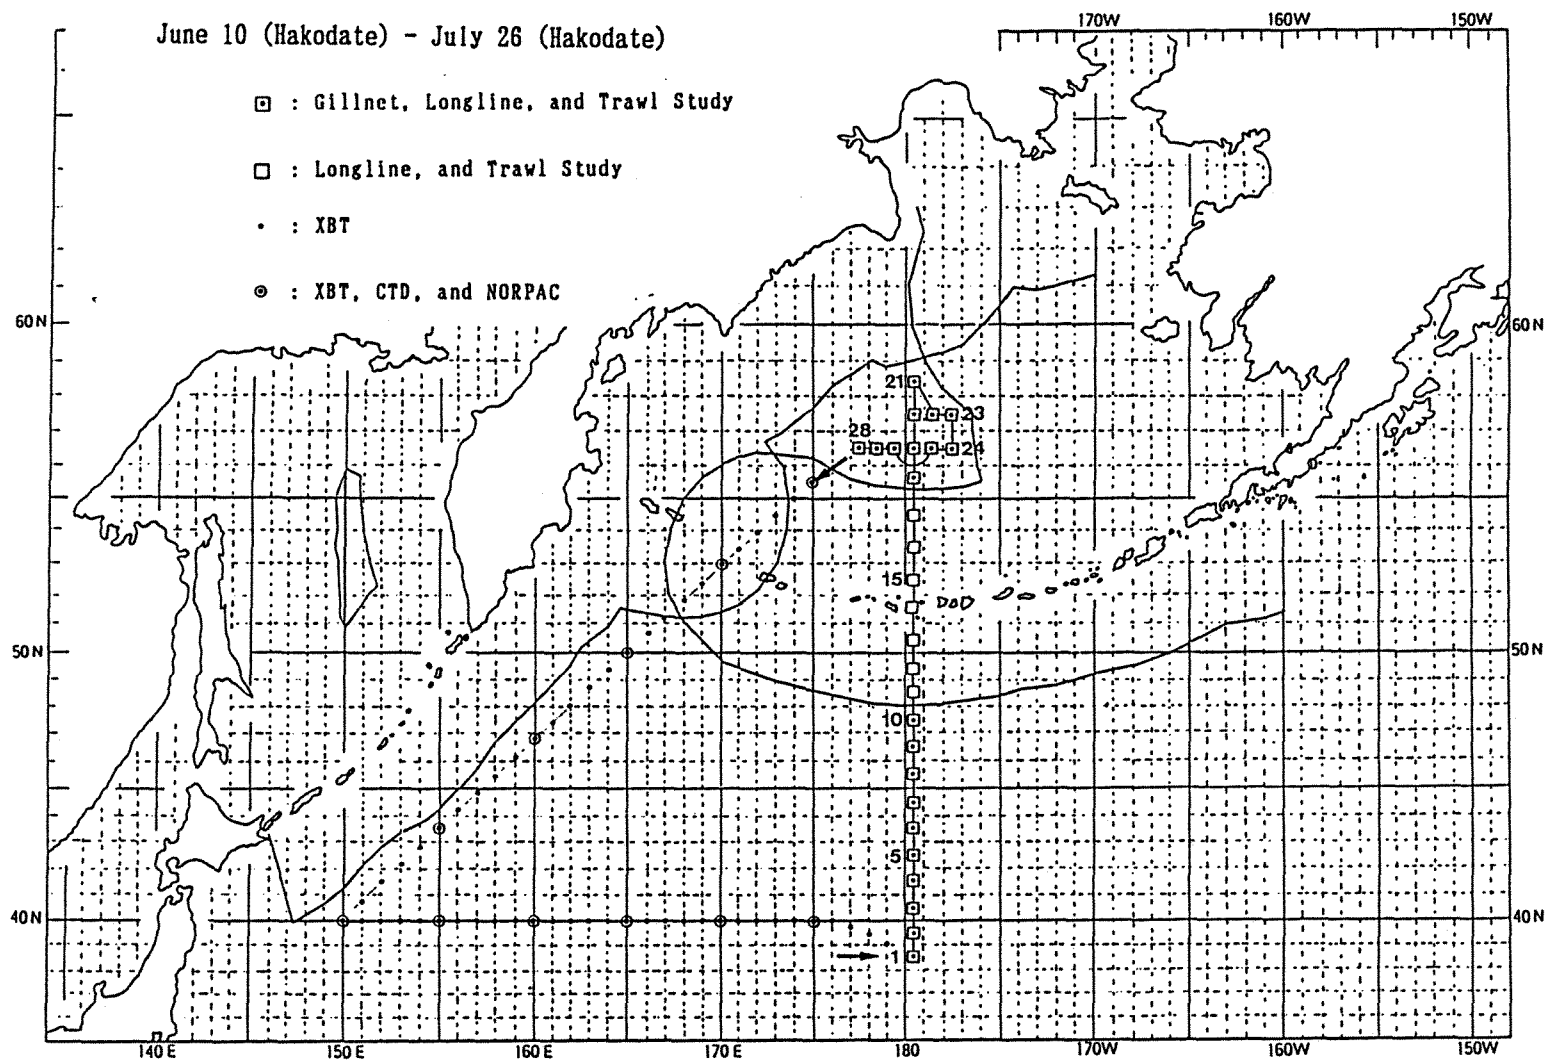 170W 160W 150W
June 10 (Hakodate) - July 26 (Hakodate)
: Gillnet, Longline, and Trawl Study
: Longline, and Trawl Study
: XBT
: XBT, CTD, and NORPAC
60N 60N
21
23
28
24
15
50N 50N
10
5
40N 40N
1
140E 150E 160E 170E 180 170W 160W 150W